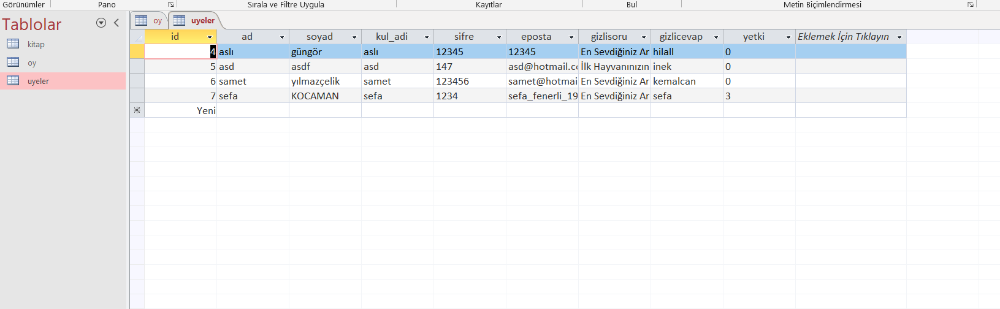 Görünümler Pano Sırala ve Filtre Uygula Kayıtlar Bul Metin Biçimlendirmesi
Tablolar
kitap
oy
uyeler
oy uyeler
id ad soyad kul_adi sifre eposta gizlisoru gizlicevap yetki Eklemek İçin Tıklayın
4 aslı güngör aslı 12345 12345 En Sevdiğiniz Ar hilall 0
5 asd asdf asd 147 asd@hotmail.co İlk Hayvanınızın inek 0
6 samet yılmazçelik samet 123456 samet@hotmai En Sevdiğiniz Ar kemalcan 0
7 sefa KOCAMAN sefa 1234 sefa_fenerli_19 En Sevdiğiniz Ar sefa 3
Yeni